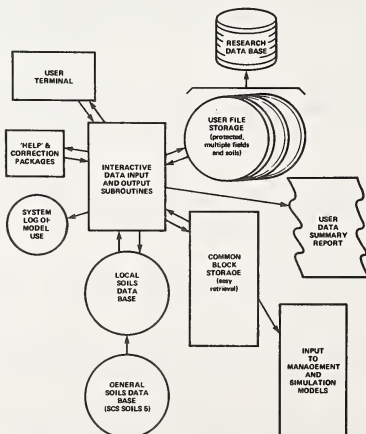 RESEARCH
DATA BASE
USER
TERMINAL
USER FILE
STORAGE
(protected,
multiple fields
and soils)
'HELP' &
CORRECTION
PACKAGES
INTERACTIVE
DATA INPUT
AND OUTPUT
SUBROUTINES
SYSTEM
LOG OF
MODEL
USE
USER
DATA
SUMMARY
REPORT
COMMON
BLOCK
STORAGE
(easy
retrieval)
LOCAL
SOILS
DATA
BASE
INPUT
TO
MANAGEMENT
AND
SIMULATION
MODELS
GENERAL
SOILS DATA
BASE
(SCS SOILS 5)